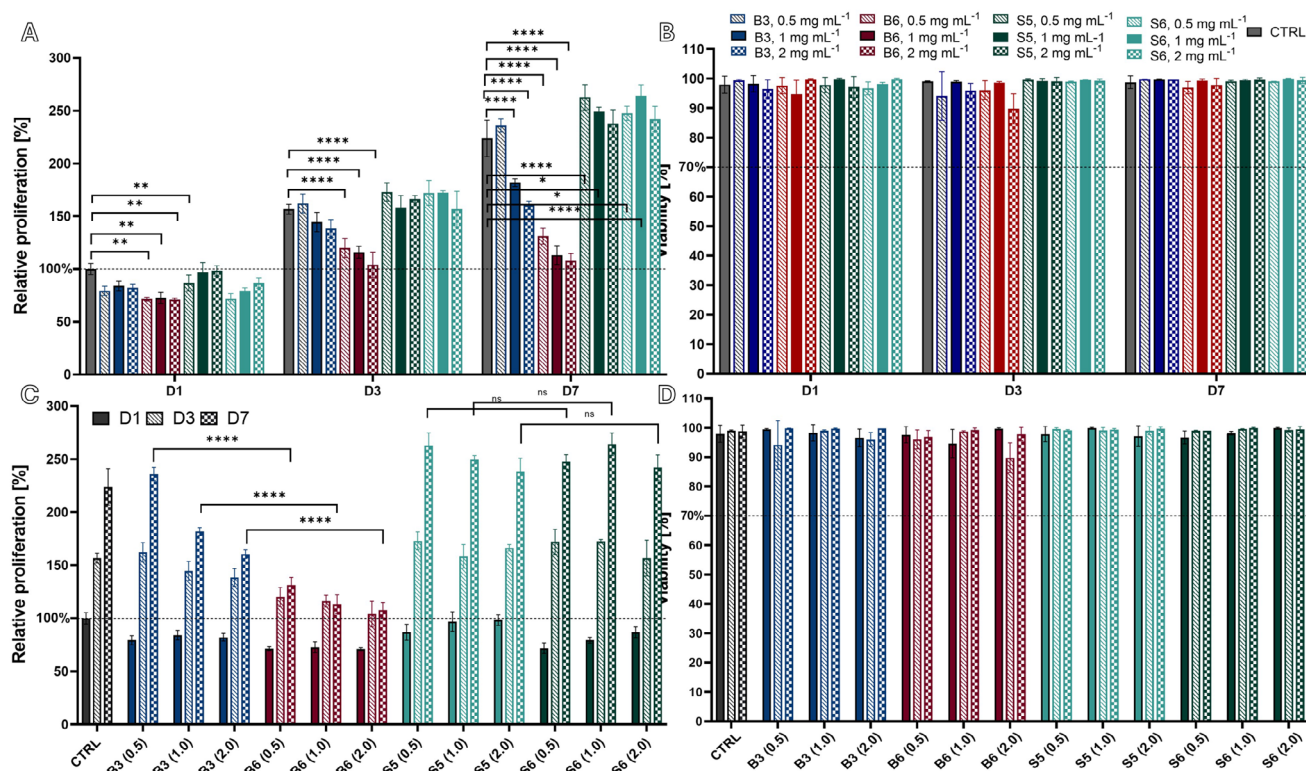 A
B3, 0.5 mg mL-1
B3, 1 mg mL-1
B3, 2 mg mL-1
B6, 0.5 mg mL-1
B6, 1 mg mL-1
B6, 2 mg mL-1
S5, 0.5 mg mL-1
S5, 1 mg mL-1
S5, 2 mg mL-1
S6, 0.5 mg mL-1
S6, 1 mg mL-1
S6, 2 mg mL-1
CTRL
Relative proliferation [%]
300
250
200
150
100%
50
0
**
**
**
**
****
****
****
****
****
****
****
****
****
*
*
****
D1
D3
D7
B
Viability [%]
110
100
90
80
70%
60
50
40
30
20
10
0
D1
D3
D7
C
D1 D3 D7
Relative proliferation [%]
300
250
200
150
100%
50
0
****
****
****
ns
ns
ns
CTRL
B3 (0.5)
B3 (1.0)
B3 (2.0)
B6 (0.5)
B6 (1.0)
B6 (2.0)
S5 (0.5)
S5 (1.0)
S5 (2.0)
S6 (0.5)
S6 (1.0)
S6 (2.0)
D
Viability [%]
110
100
90
80
70%
60
50
40
30
20
10
0
CTRL
B3 (0.5)
B3 (1.0)
B3 (2.0)
B6 (0.5)
B6 (1.0)
B6 (2.0)
S5 (0.5)
S5 (1.0)
S5 (2.0)
S6 (0.5)
S6 (1.0)
S6 (2.0)